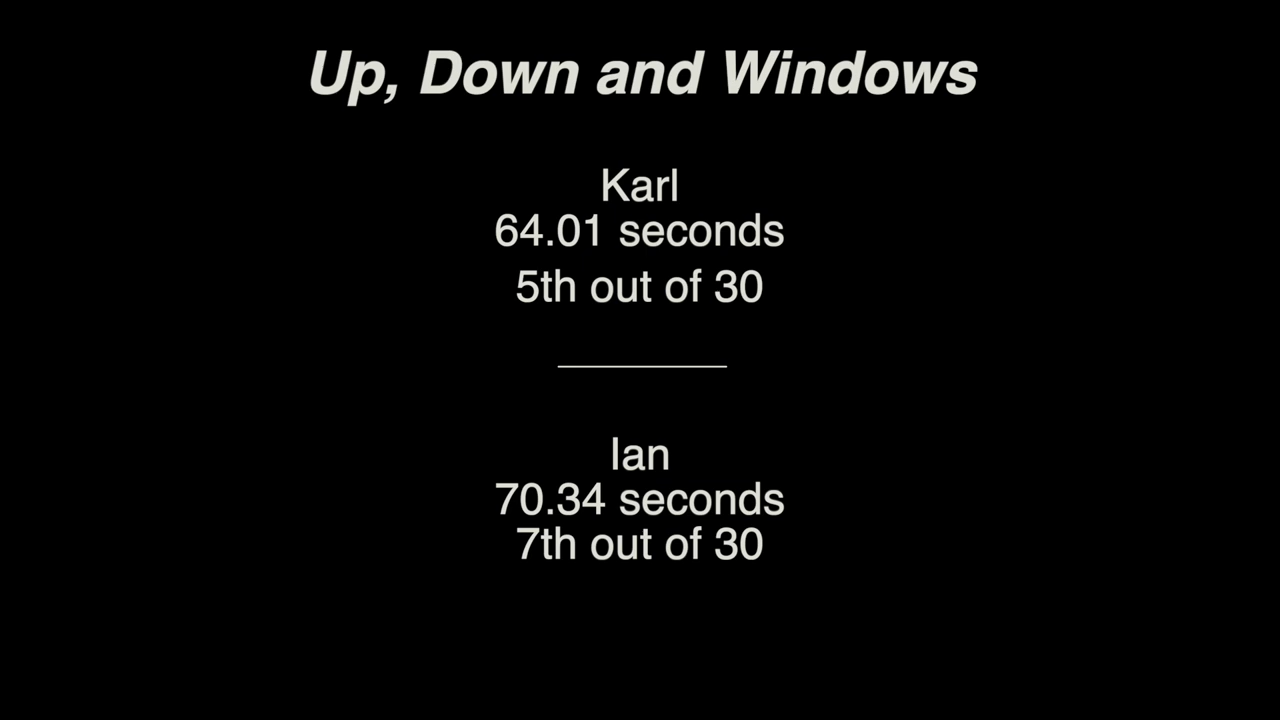 Up, Down and Windows
Karl
64.01 seconds
5th out of 30
Ian
70.34 seconds
7th out of 30